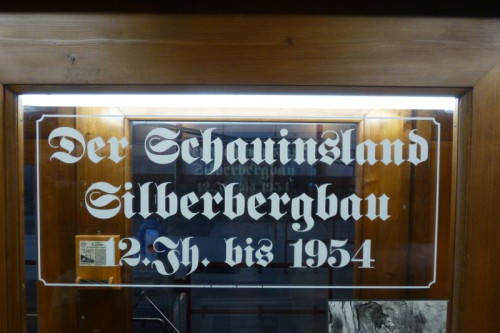 Der Schauinsland
Silberbergbau
12.Jh. bis 1954